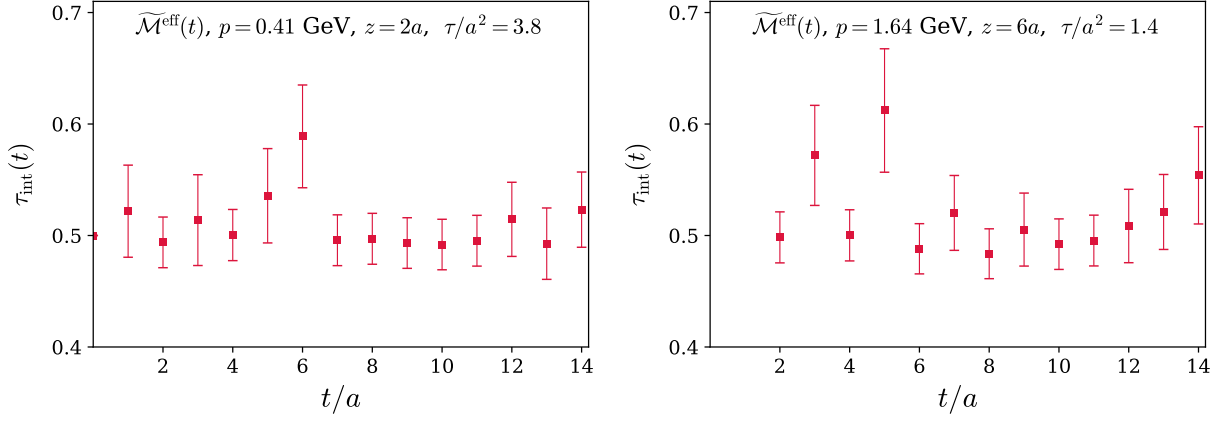 0.7
0.6
0.5
0.4
τ_int(t)
M̃^eff(t), p = 0.41 GeV, z = 2a, τ/a² = 3.8
2 4 6 8 10 12 14
t/a
0.7
0.6
0.5
0.4
τ_int(t)
M̃^eff(t), p = 1.64 GeV, z = 6a, τ/a² = 1.4
2 4 6 8 10 12 14
t/a